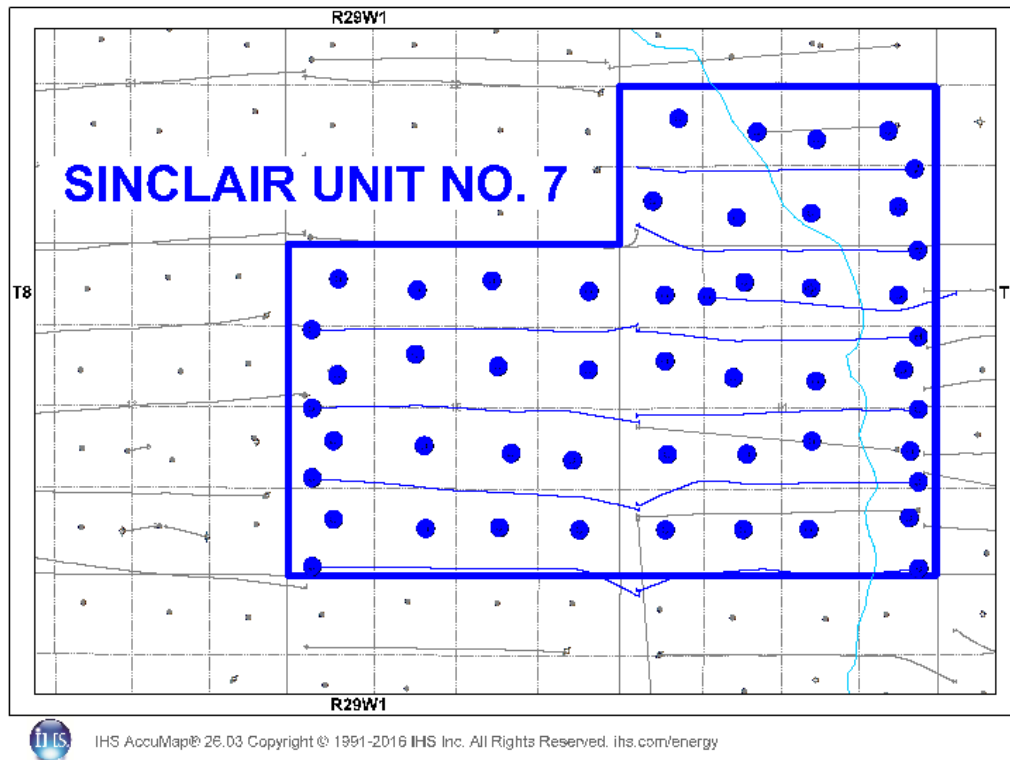 R29W1
SINCLAIR UNIT NO. 7
T8
T
R29W1
IHS
IHS AccuMap® 26.03 Copyright © 1991-2016 IHS Inc. All Rights Reserved. ihs.com/energy